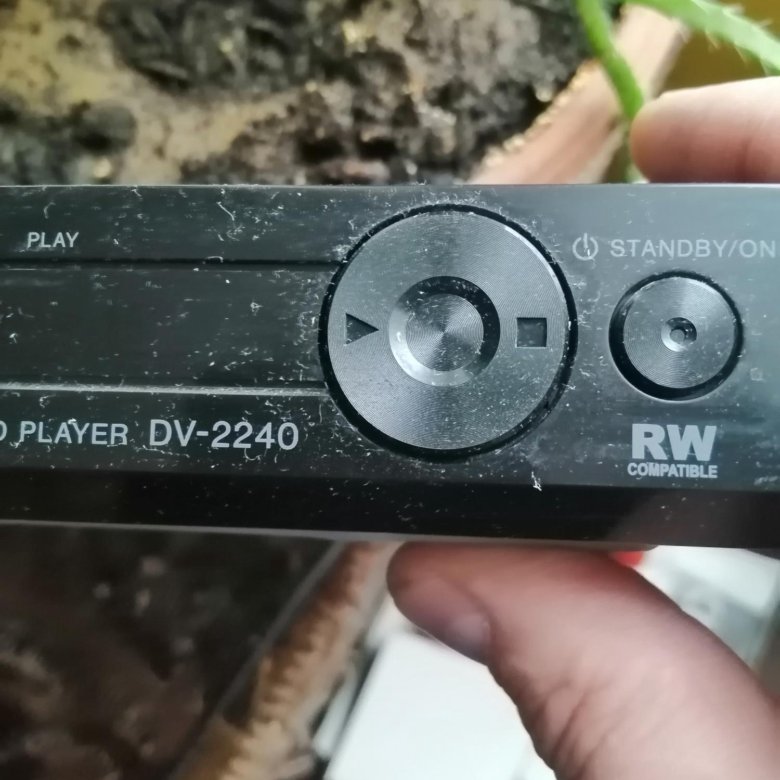 PLAY
STANDBY/ON
PLAYER DV-2240
RW
COMPATIBLE